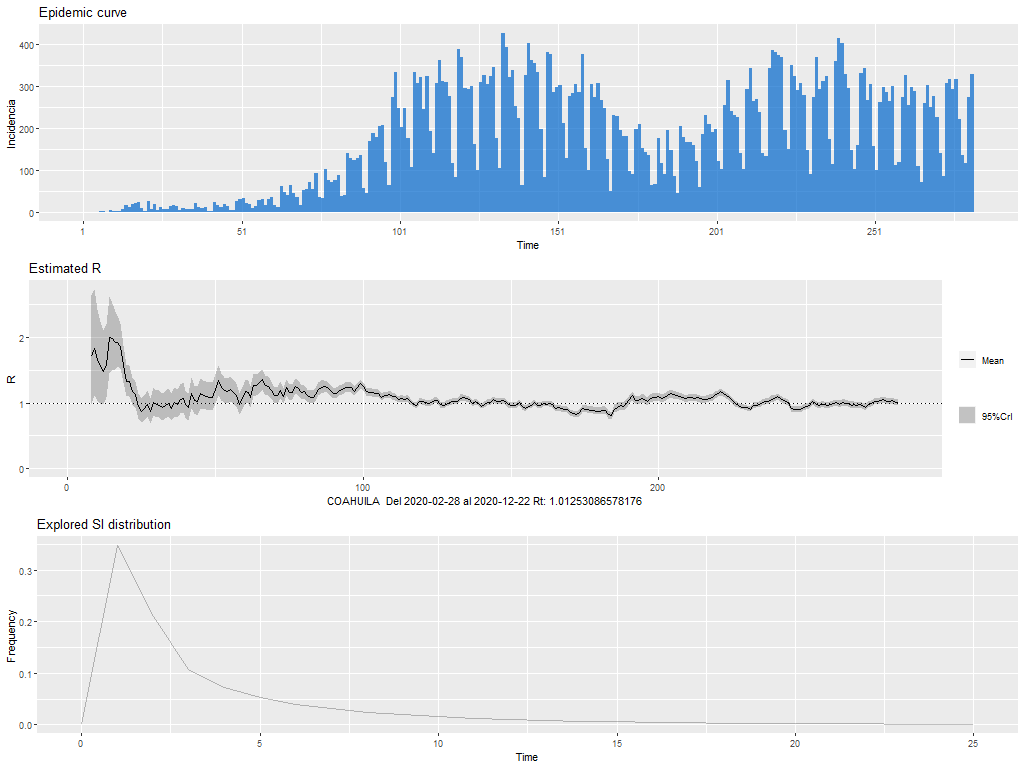 Epidemic curve
Incidencia
400
300
200
100
0
1
51
101
151
201
251
Time
Estimated R
R
2
1
0
0
100
200
COAHUILA Del 2020-02-28 al 2020-12-22 Rt: 1.01253086578176
Mean
95%CrI
Explored SI distribution
Frequency
0.3
0.2
0.1
0.0
0
5
10
15
20
25
Time